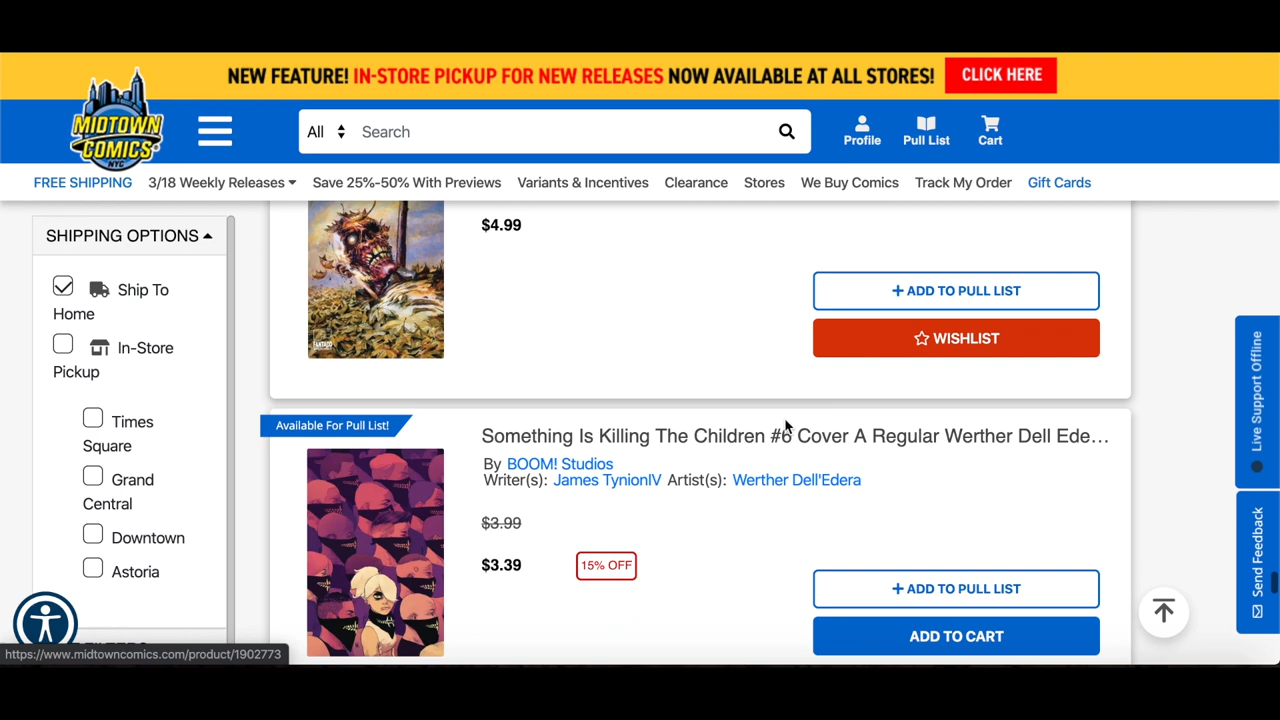 NEW FEATURE! IN-STORE PICKUP FOR NEW RELEASES NOW AVAILABLE AT ALL STORES! CLICK HERE
MIDTOWN
COMICS
NYC
All
Search
Profile
Pull List
Cart
FREE SHIPPING
3/18 Weekly Releases
Save 25%-50% With Previews
Variants & Incentives
Clearance
Stores
We Buy Comics
Track My Order
Gift Cards
SHIPPING OPTIONS
Ship To
Home
In-Store
Pickup
Times
Square
Grand
Central
Downtown
Astoria
$4.99
+ ADD TO PULL LIST
WISHLIST
FANTACO
Available For Pull List!
Something Is Killing The Children #6 Cover A Regular Werther Dell Ede...
By BOOM! Studios
Writer(s): James TynionIV Artist(s): Werther Dell'Edera
$3.99
$3.39
15% OFF
+ ADD TO PULL LIST
ADD TO CART
Live Support Offline
Send Feedback
https://www.midtowncomics.com/product/1902773